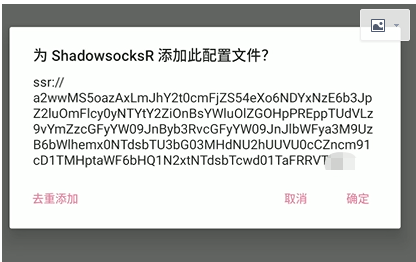 为 ShadowsocksR 添加此配置文件？
ssr://
a2wwMS5oazAxLmJhY2t0cmFjZS54eXo6NDYxNzE6b3Jp
Z2luOmFlcy0yNTYtY2ZiOnBsYWluOlZGOHpPREppTUdVLz
9vYmZzcGFyYW09JnByb3RvcGFyYW09JnJlbWFya3M9Uz
B6bWlhemx0NTdsbTU3bG03MHdNU2hUUVU0cCZncm91
cD1TMHptaWF6bHQ1N2xtNTdsbTcwd01TaFRRVT
去重添加
取消
确定